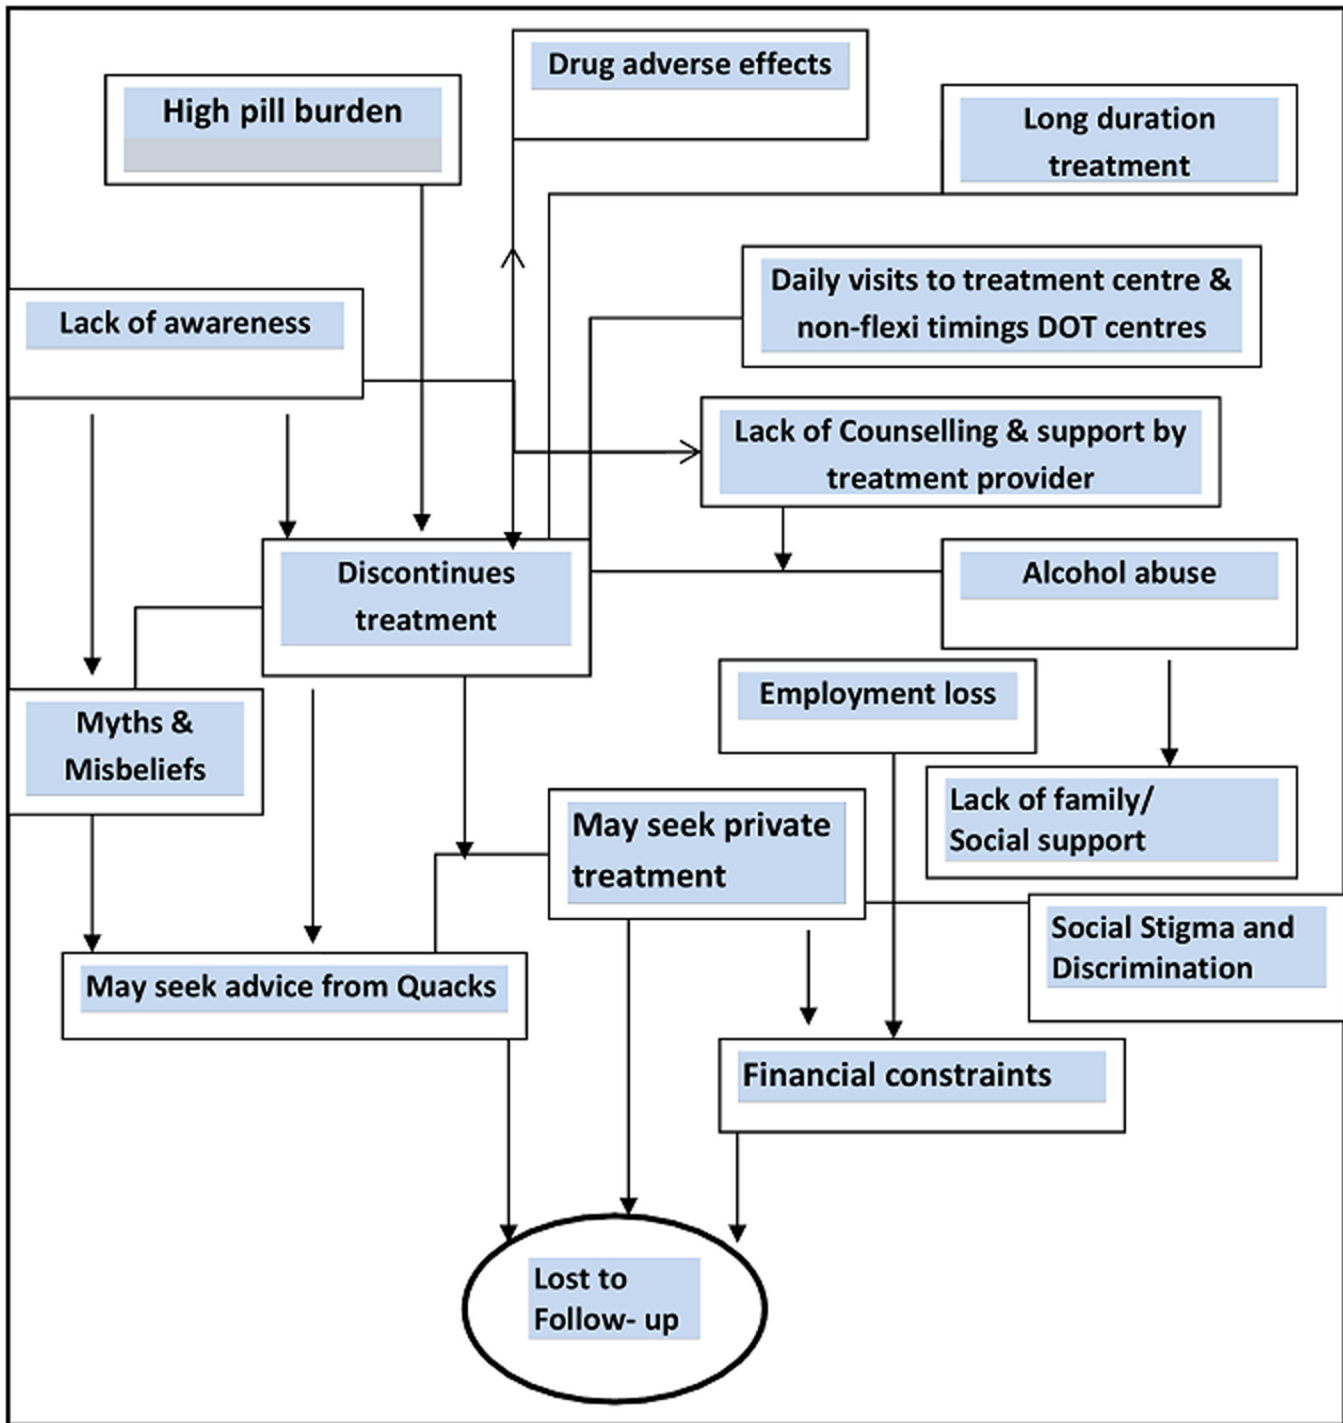 Drug adverse effects
High pill burden
Long duration
treatment
Daily visits to treatment centre &
non-flexi timings DOT centres
Lack of awareness
Lack of Counselling & support by
treatment provider
Discontinues
treatment
Alcohol abuse
Employment loss
Myths &
Misbeliefs
Lack of family/
Social support
May seek private
treatment
Social Stigma and
Discrimination
May seek advice from Quacks
Financial constraints
Lost to
Follow- up